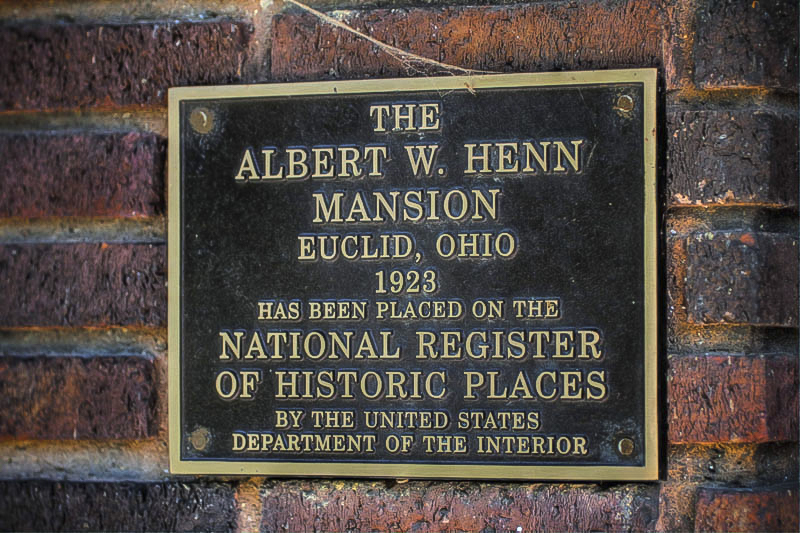 THE
ALBERT W. HENN
MANSION
EUCLID, OHIO
1923
HAS BEEN PLACED ON THE
NATIONAL REGISTER
OF HISTORIC PLACES
BY THE UNITED STATES
DEPARTMENT OF THE INTERIOR